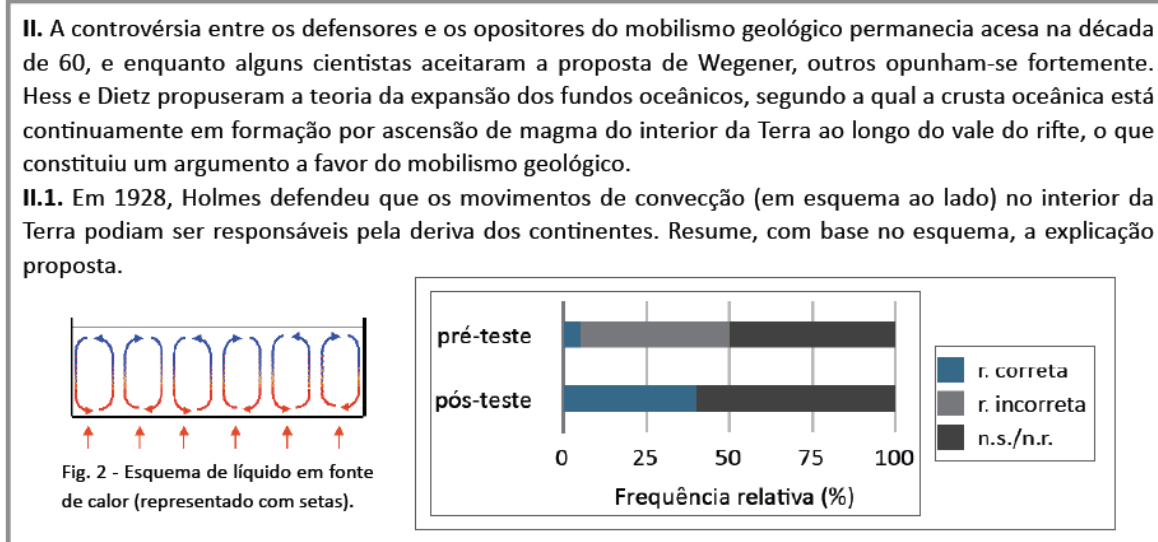 II. A controvérsia entre os defensores e os opositores do mobilismo geológico permanecia acesa na década
de 60, e enquanto alguns cientistas aceitaram a proposta de Wegener, outros opunham-se fortemente.
Hess e Dietz propuseram a teoria da expansão dos fundos oceânicos, segundo a qual a crusta oceânica está
continuamente em formação por ascensão de magma do interior da Terra ao longo do vale do rifte, o que
constituiu um argumento a favor do mobilismo geológico.
II.1. Em 1928, Holmes defendeu que os movimentos de convecção (em esquema ao lado) no interior da
Terra podiam ser responsáveis pela deriva dos continentes. Resume, com base no esquema, a explicação
proposta.
Fig. 2 - Esquema de líquido em fonte
de calor (representado com setas).
pré-teste
pós-teste
0 25 50 75 100
Frequência relativa (%)
r. correta
r. incorreta
n.s./n.r.